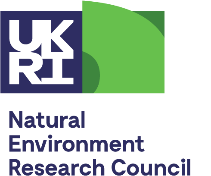 UK
RI
Natural
Environment
Research Council